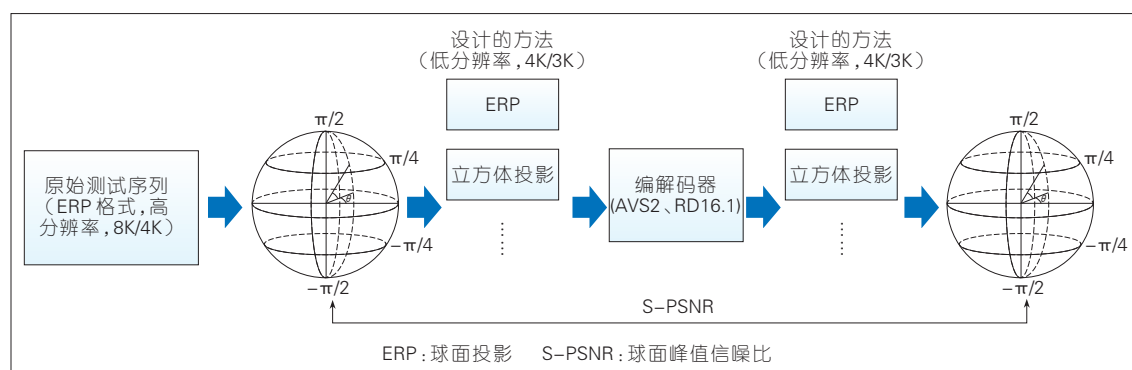 原始测试序列
（ERP 格式，高
分辨率，8K/4K）
π/2
π/4
−π/4
−π/2
θ
设计的方法
（低分辨率，4K/3K）
ERP
立方体投影
编解码器
(AVS2、RD16.1)
设计的方法
（低分辨率，4K/3K）
ERP
立方体投影
π/2
π/4
−π/4
−π/2
θ
S−PSNR
ERP：球面投影 S−PSNR：球面峰值信噪比